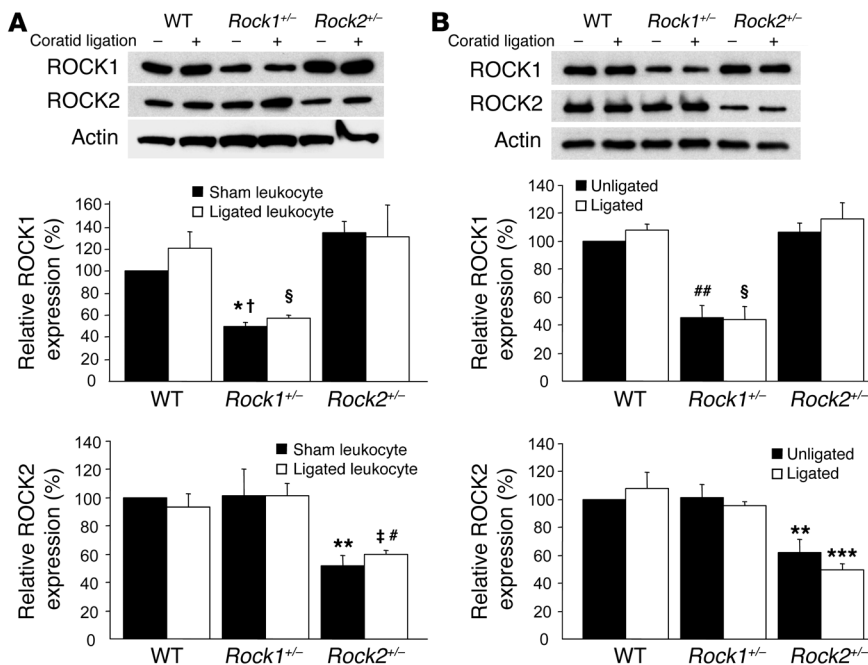 A
WT Rock1+/– Rock2+/–
Coratid ligation – + – + – +
ROCK1
ROCK2
Actin
Sham leukocyte
Ligated leukocyte
Relative ROCK1
expression (%)
160
140
120
100
80
60
40
20
0
*† §
WT Rock1+/– Rock2+/–
Sham leukocyte
Ligated leukocyte
Relative ROCK2
expression (%)
140
120
100
80
60
40
20
0
** ‡ #
WT Rock1+/– Rock2+/–
B
WT Rock1+/– Rock2+/–
Coratid ligation – + – + – +
ROCK1
ROCK2
Actin
Unligated
Ligated
Relative ROCK1
expression (%)
140
120
100
80
60
40
20
0
## §
WT Rock1+/– Rock2+/–
Unligated
Ligated
Relative ROCK2
expression (%)
140
120
100
80
60
40
20
0
** ***
WT Rock1+/– Rock2+/–